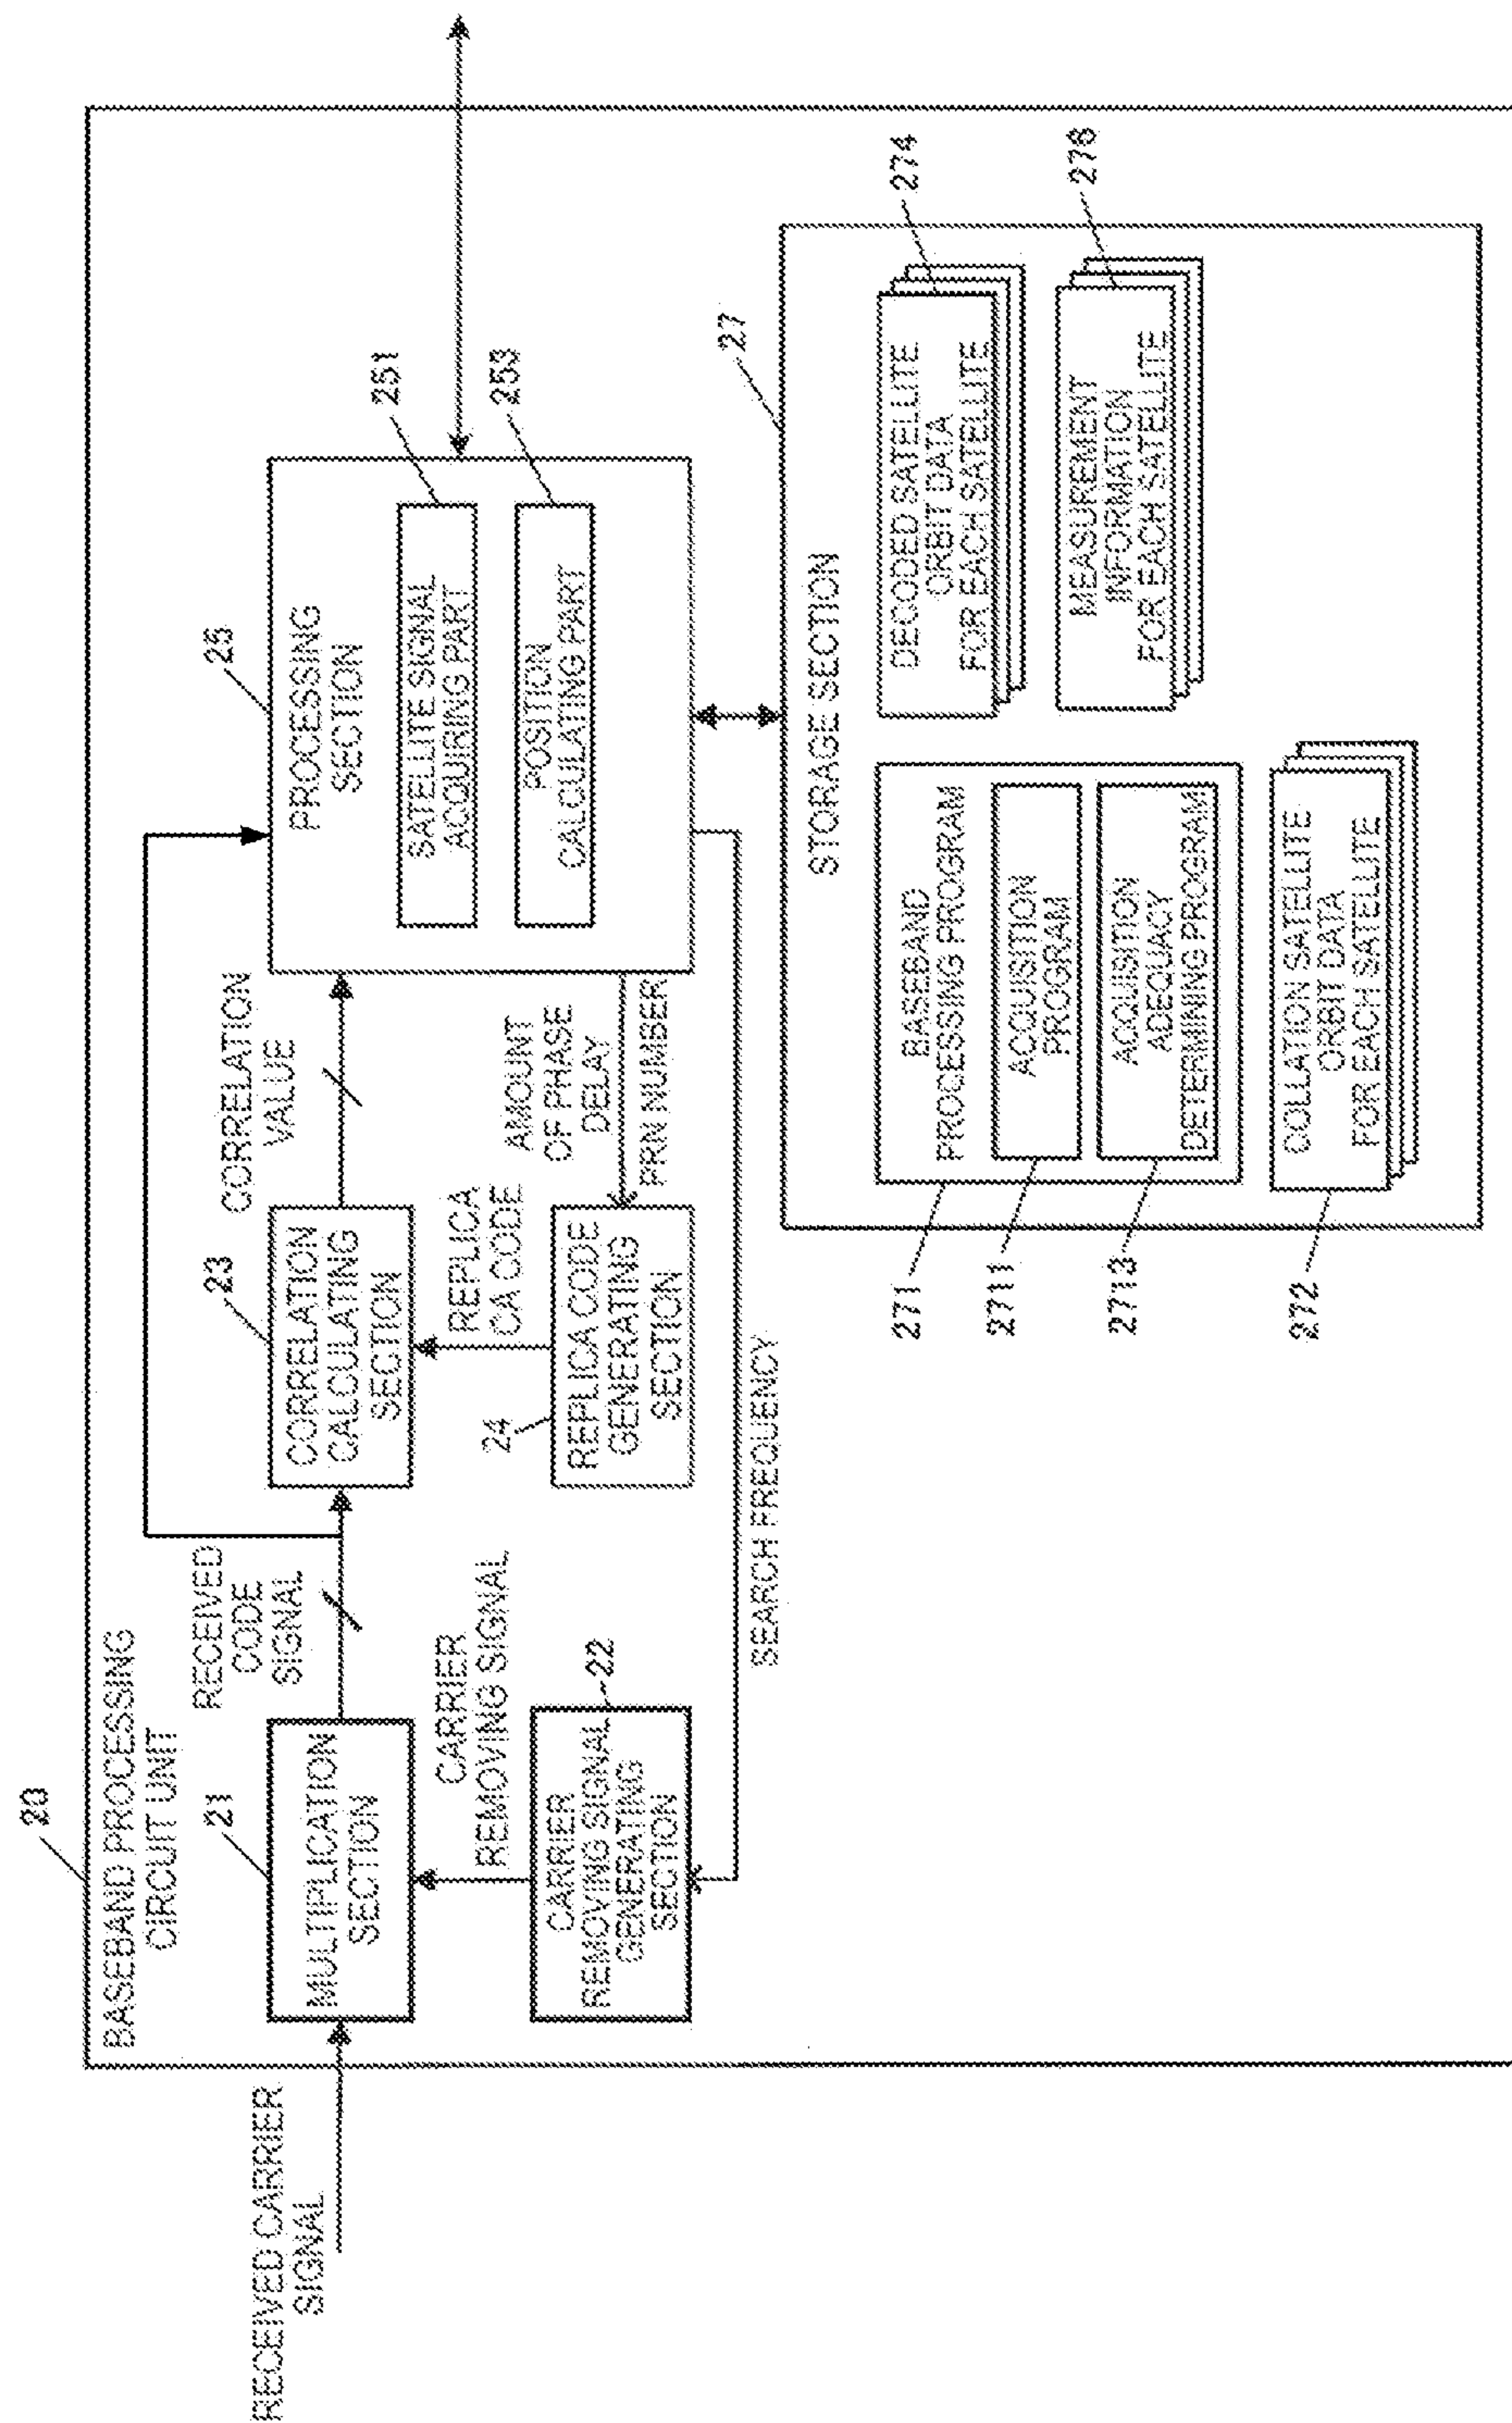 20
BASEBAND PROCESSING
CIRCUIT UNIT
RECEIVED CARRIER
SIGNAL
21
MULTIPLICATION
SECTION
RECEIVED
CODE
SIGNAL
CARRIER
REMOVING SIGNAL
22
CARRIER
REMOVING SIGNAL
GENERATING
SECTION
23
CORRELATION
CALCULATING
SECTION
CORRELATION
VALUE
REPLICA
CA CODE
24
REPLICA CODE
GENERATING
SECTION
AMOUNT
OF PHASE
DELAY
PRN NUMBER
SEARCH FREQUENCY
25
PROCESSING
SECTION
251
SATELLITE SIGNAL
ACQUIRING PART
253
POSITION
CALCULATING PART
27
STORAGE SECTION
271
BASEBAND
PROCESSING PROGRAM
2711
ACQUISITION
PROGRAM
2713
ACQUISITION
ADEQUACY
DETERMINING PROGRAM
272
COLLATION SATELLITE
ORBIT DATA
FOR EACH SATELLITE
274
DECODED SATELLITE
ORBIT DATA
FOR EACH SATELLITE
276
MEASUREMENT
INFORMATION
FOR EACH SATELLITE